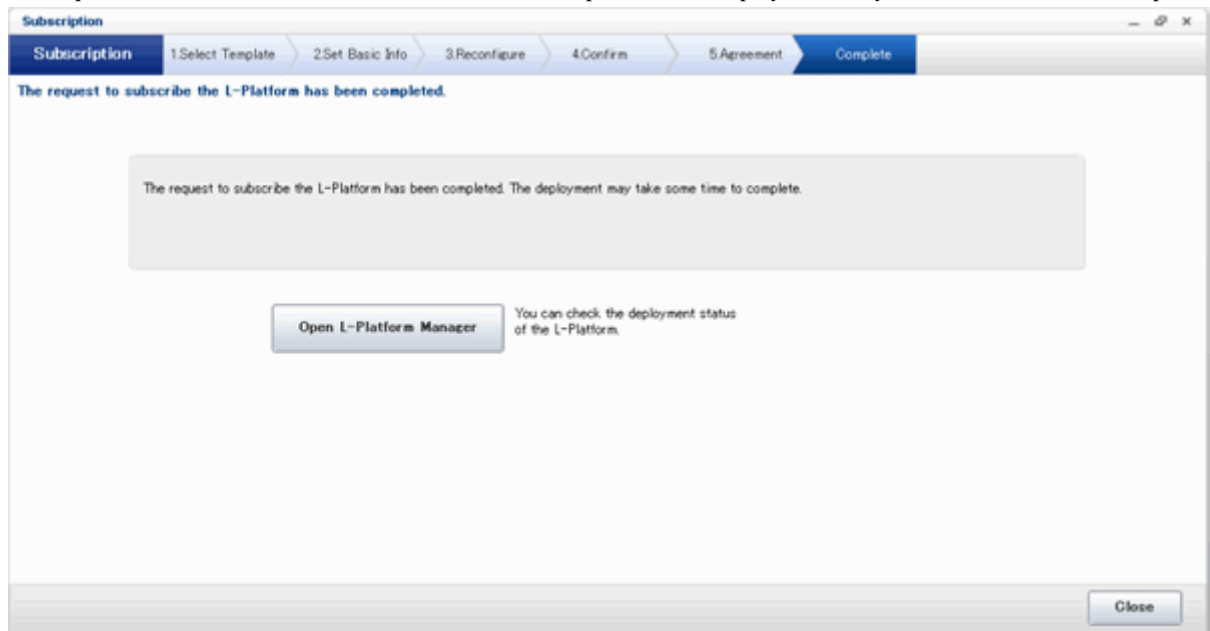 Subscription
Subscription 1.Select Template 2.Set Basic Info 3.Reconfigure 4.Confirm 5.Agreement Complete
The request to subscribe the L-Platform has been completed.
The request to subscribe the L-Platform has been completed. The deployment may take some time to complete.
Open L-Platform Manager
You can check the deployment status
of the L-Platform.
Close